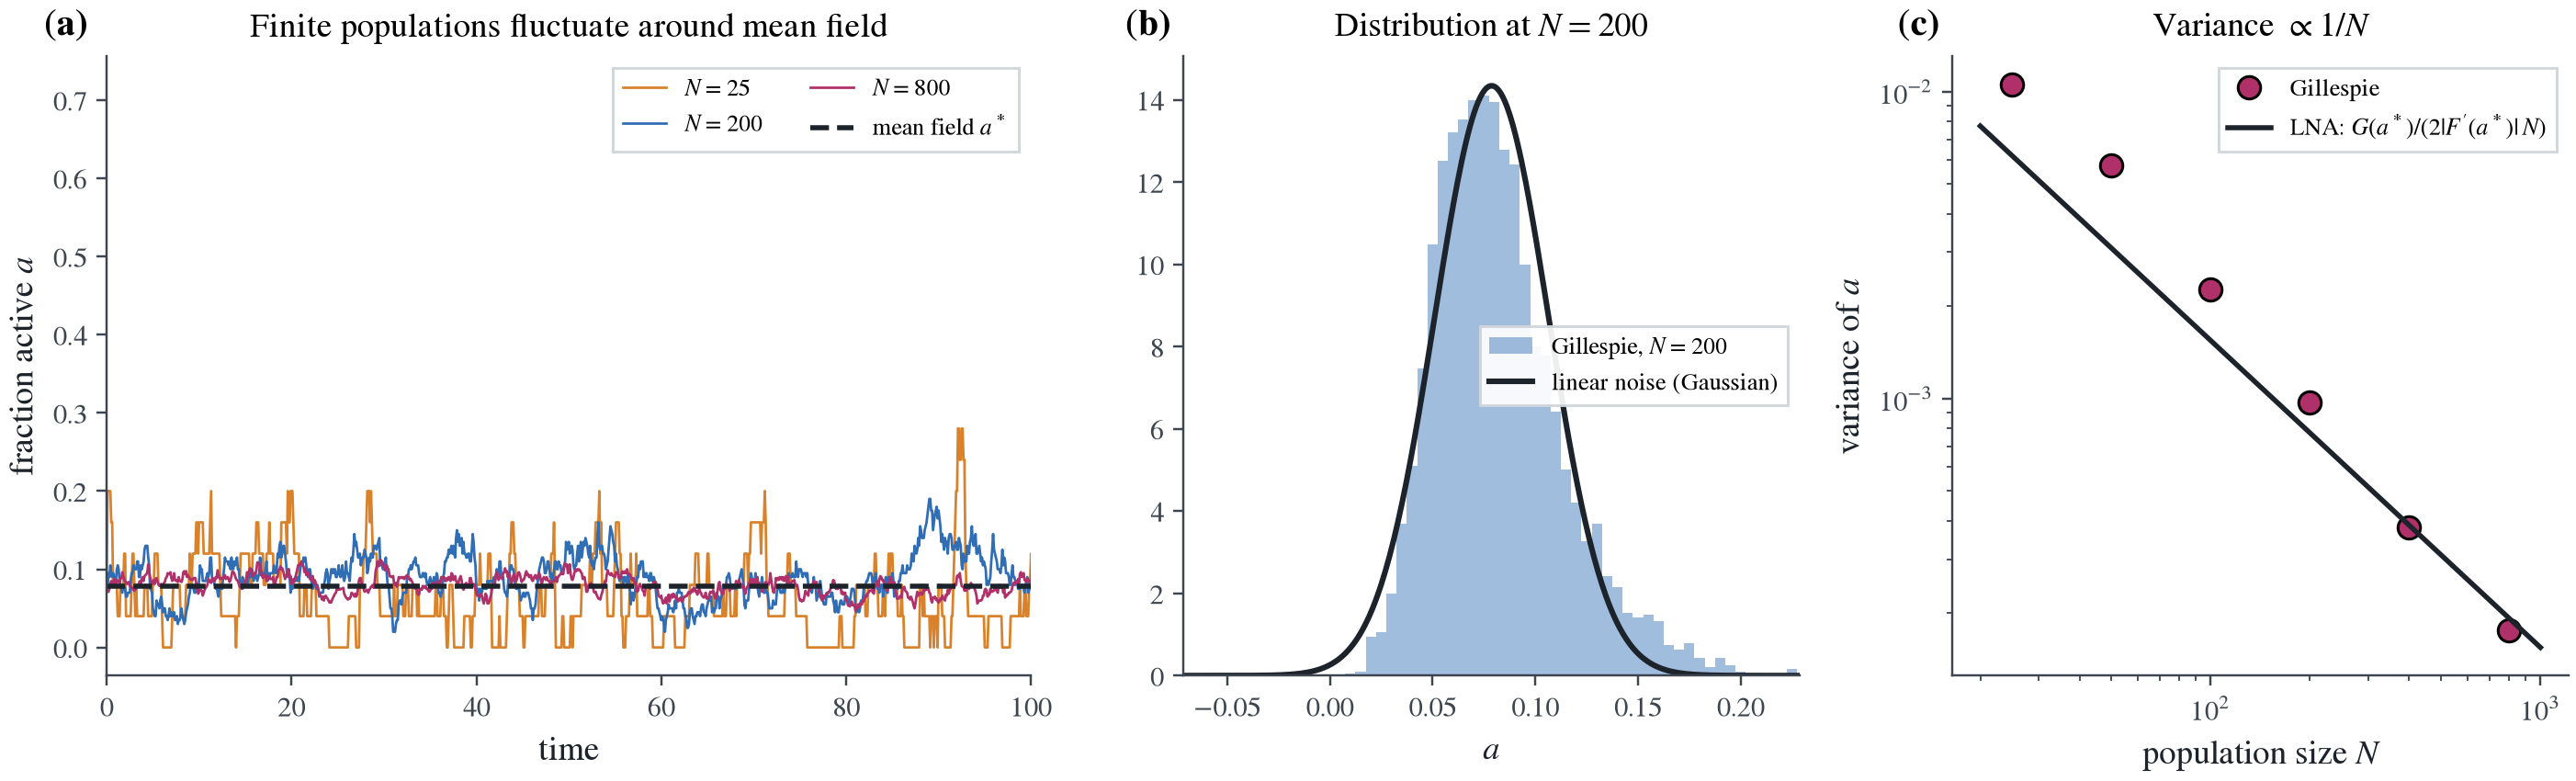 (a)
Finite populations fluctuate around mean field
N = 25
N = 200
N = 800
mean field a*
0.7
0.6
0.5
0.4
0.3
0.2
0.1
0.0
fraction active a
0 20 40 60 80 100
time
(b)
Distribution at N = 200
14
12
10
8
6
4
2
0
Gillespie, N = 200
linear noise (Gaussian)
−0.05 0.00 0.05 0.10 0.15 0.20
a
(c)
Variance ∝ 1/N
Gillespie
LNA: G(a*)/(2|F′(a*)|N)
10⁻²
10⁻³
variance of a
10² 10³
population size N